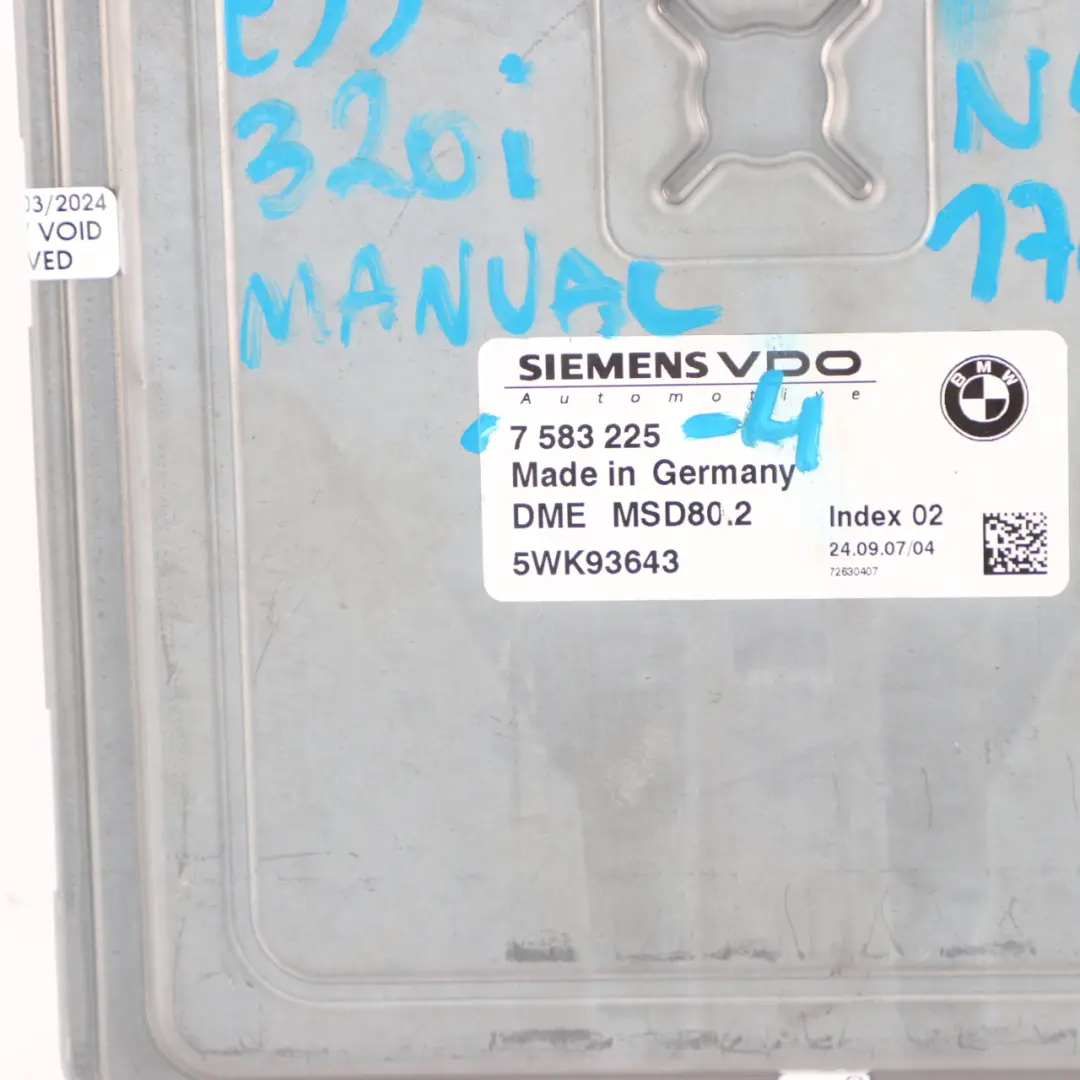 320i
MANUAL
03/2024
VOID
VED
SIEMENS VDO
Automotive
BMW
7 583 225 -4
Made in Germany
DME MSD80.2
Index 02
5WK93643
24.09.07/04
72630407